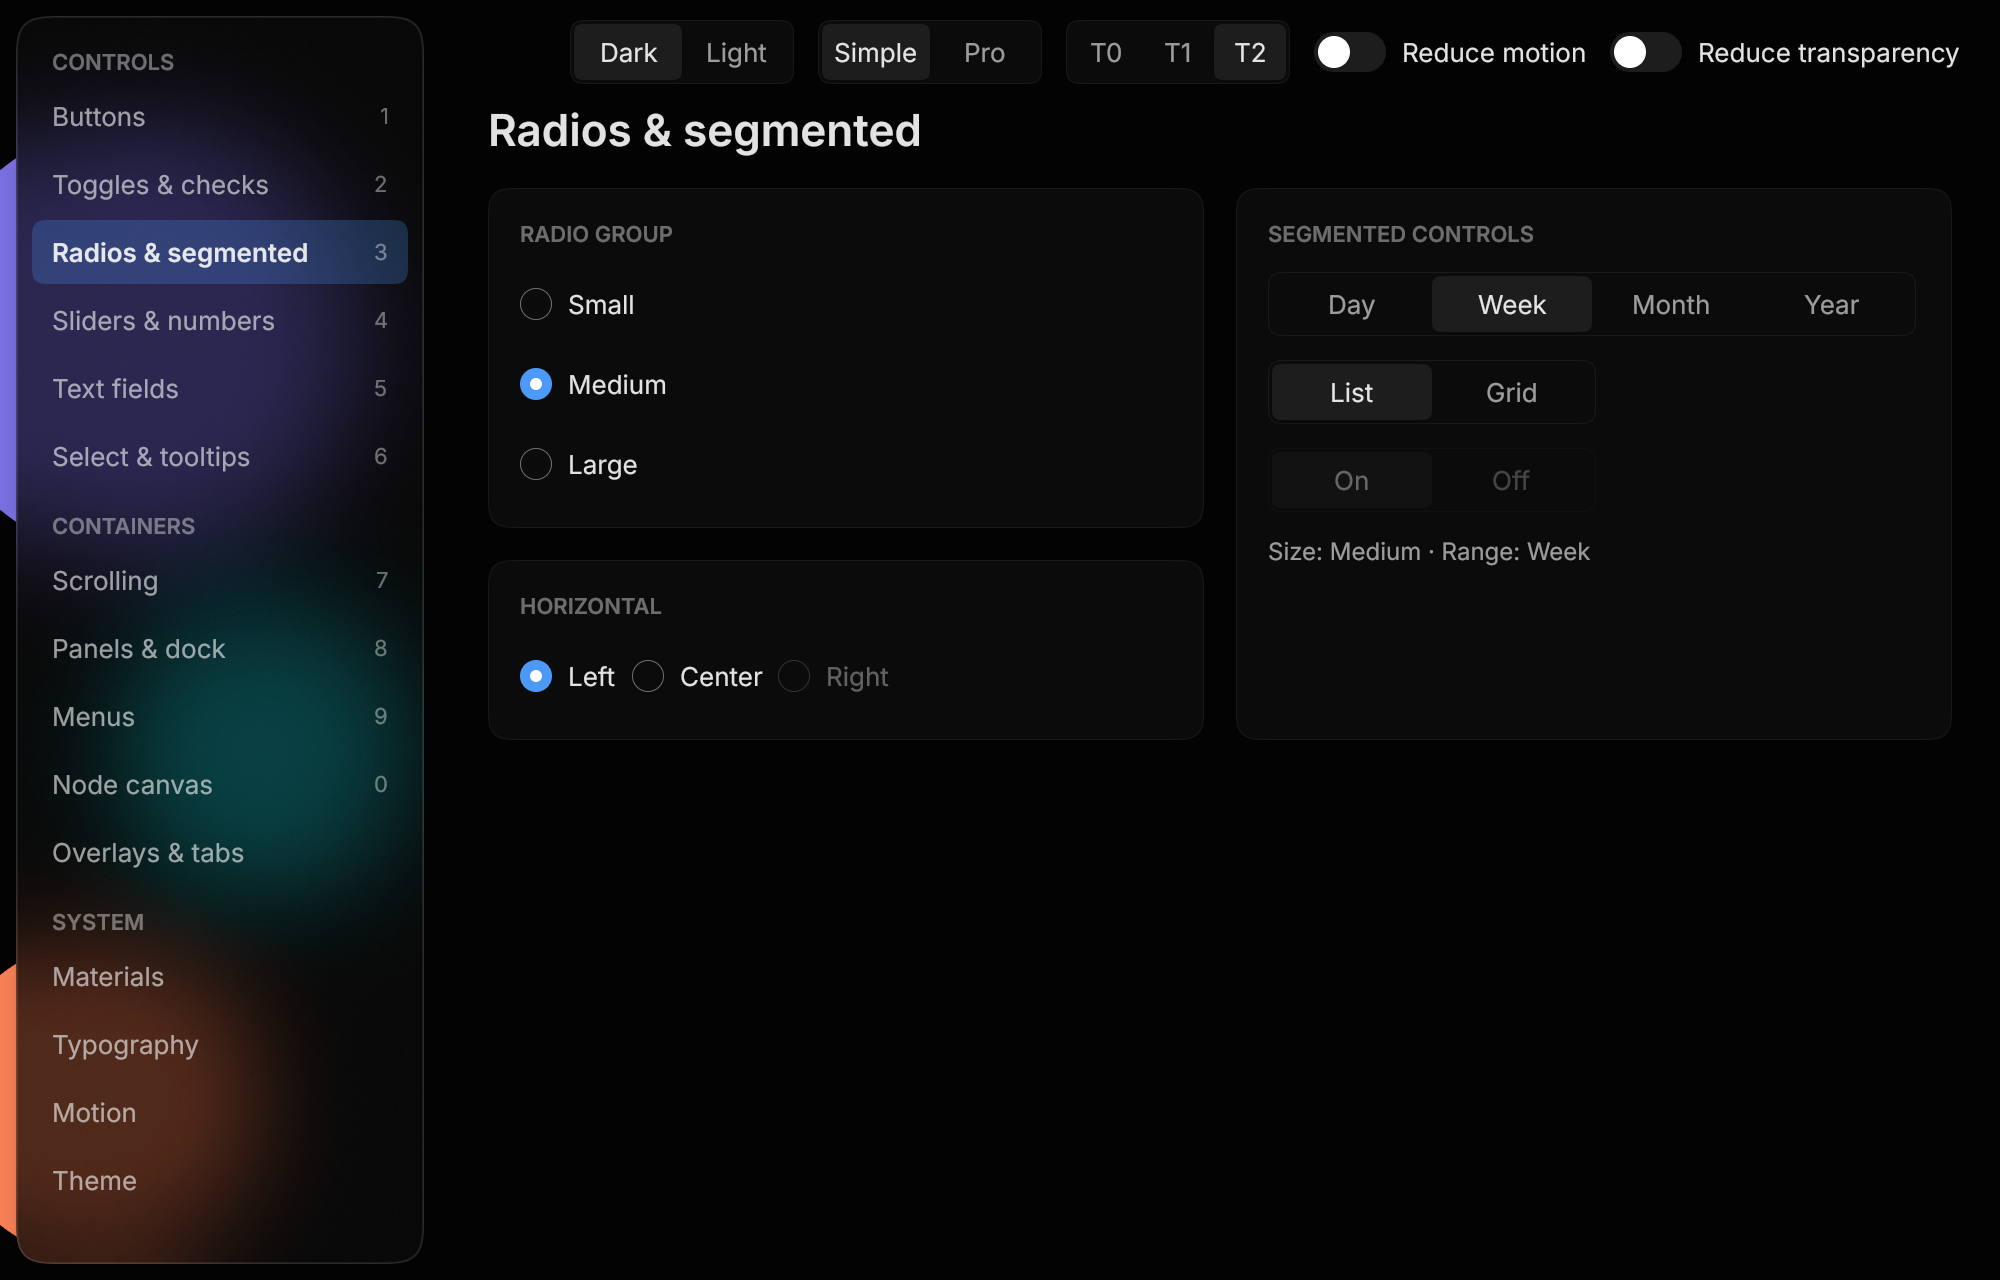 Dark Light Simple Pro T0 T1 T2 Reduce motion Reduce transparency
CONTROLS
Buttons 1
Toggles & checks 2
Radios & segmented 3
Sliders & numbers 4
Text fields 5
Select & tooltips 6
CONTAINERS
Scrolling 7
Panels & dock 8
Menus 9
Node canvas 0
Overlays & tabs
SYSTEM
Materials
Typography
Motion
Theme
Radios & segmented
RADIO GROUP
Small
Medium
Large
HORIZONTAL
Left Center Right
SEGMENTED CONTROLS
Day Week Month Year
List Grid
On Off
Size: Medium · Range: Week